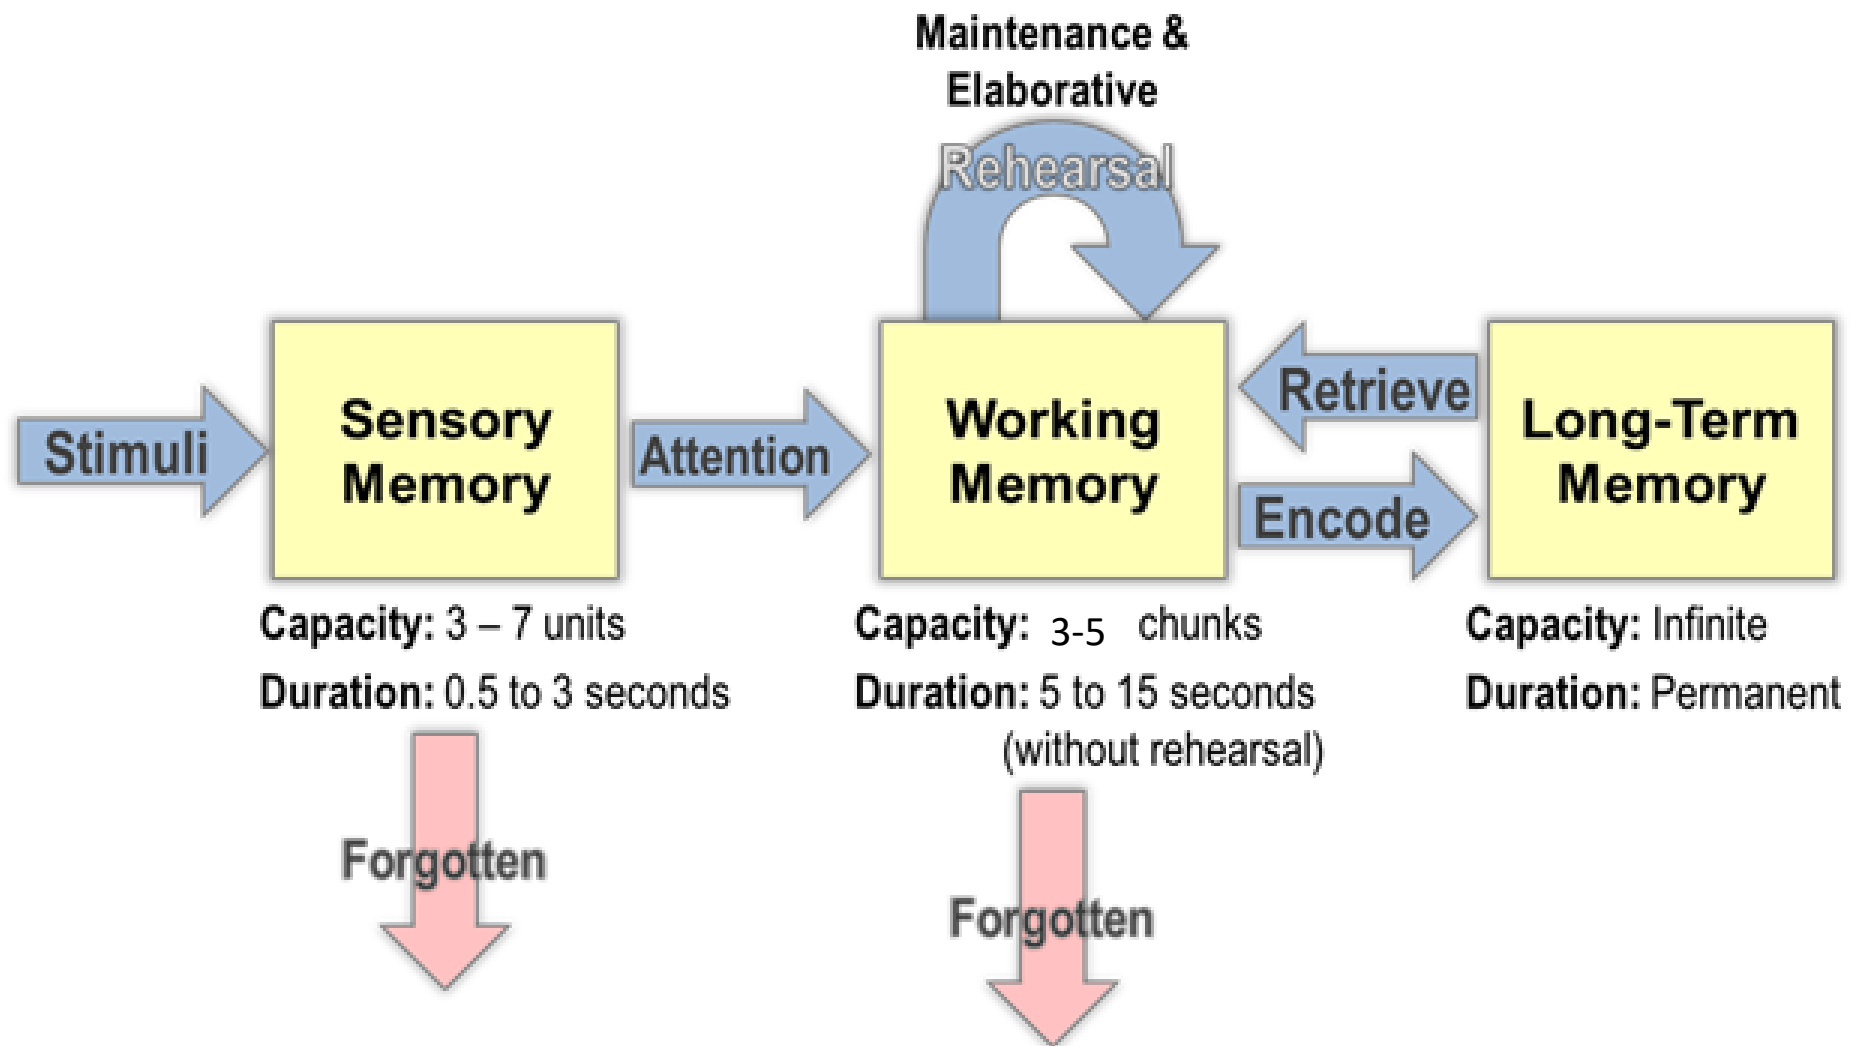 Maintenance &
Elaborative
Rehearsal
Stimuli
Sensory
Memory
Attention
Working
Memory
Retrieve
Encode
Long-Term
Memory
Capacity: 3 – 7 units
Duration: 0.5 to 3 seconds
Forgotten
Capacity: 3-5 chunks
Duration: 5 to 15 seconds
(without rehearsal)
Forgotten
Capacity: Infinite
Duration: Permanent